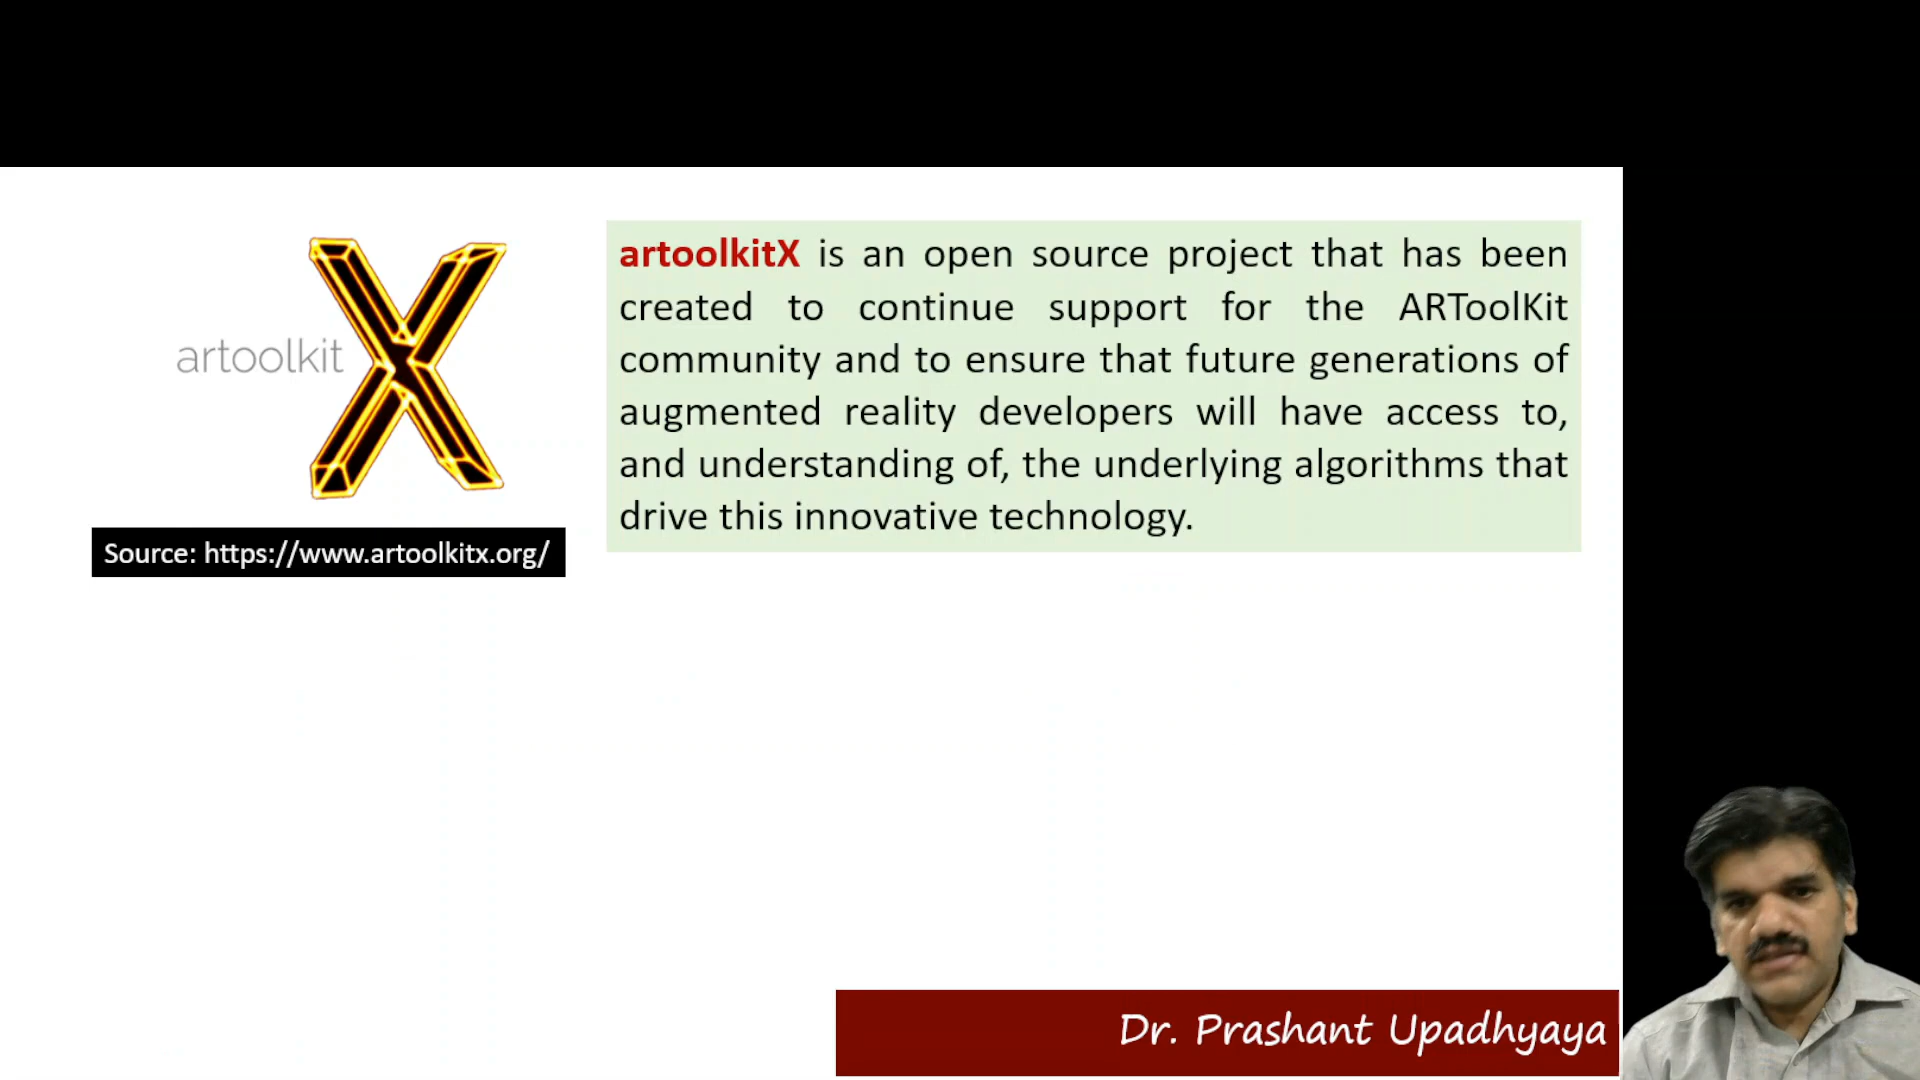 artoolkit X
artoolkitX is an open source project that has been
created to continue support for the ARToolKit
community and to ensure that future generations of
augmented reality developers will have access to,
and understanding of, the underlying algorithms that
drive this innovative technology.
Source: https://www.artoolkitx.org/
Dr. Prashant Upadhyaya